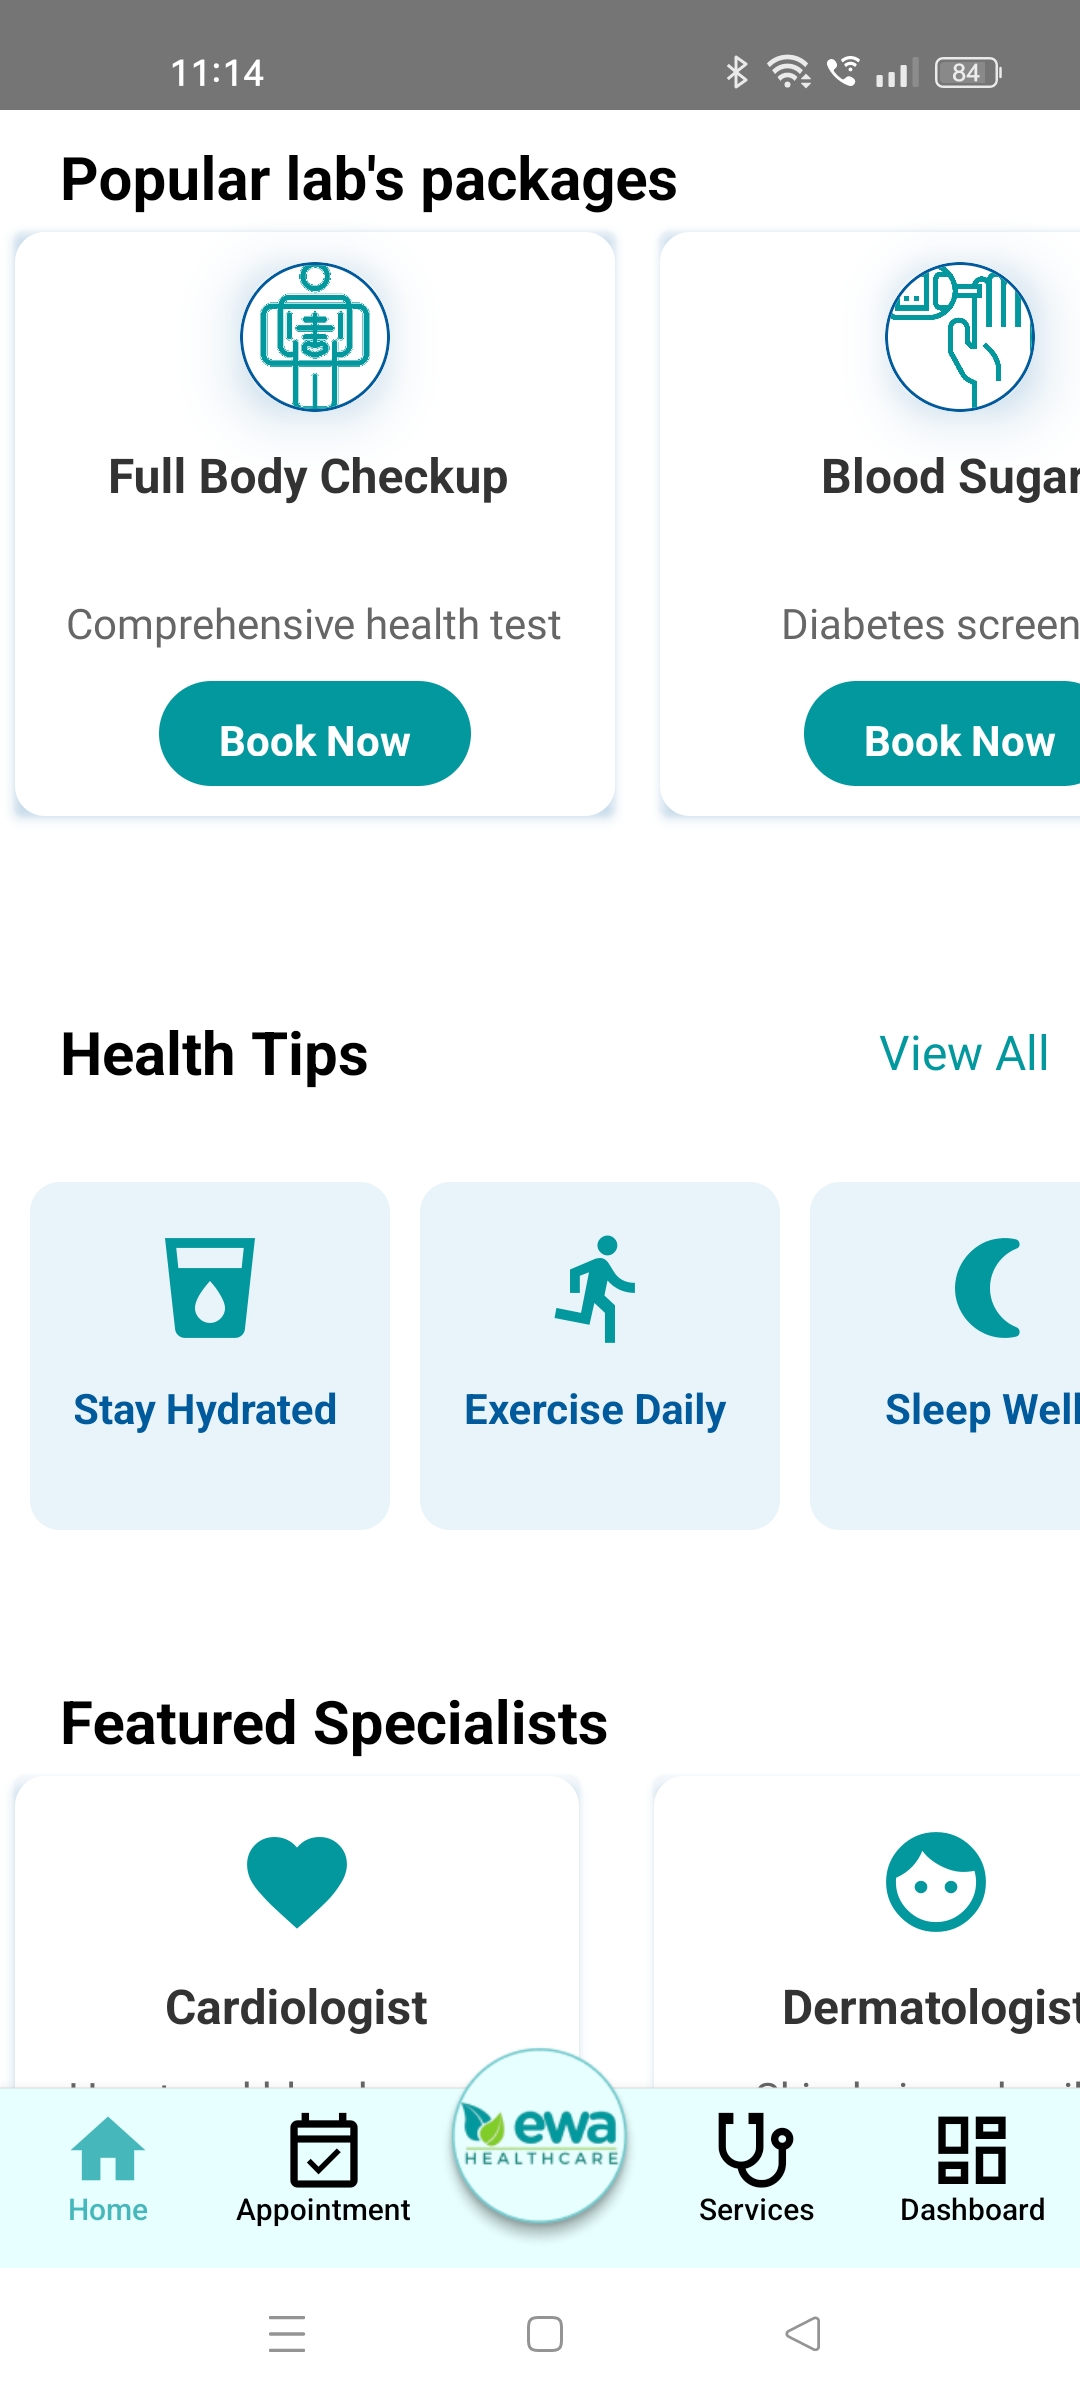 11:14
84
Popular lab's packages
Full Body Checkup
Blood Sugar
Comprehensive health test
Diabetes screen
Book Now
Book Now
Health Tips
View All
Stay Hydrated
Exercise Daily
Sleep Well
Featured Specialists
Cardiologist
Dermatologist
ewa
HEALTHCARE
Home
Appointment
Services
Dashboard